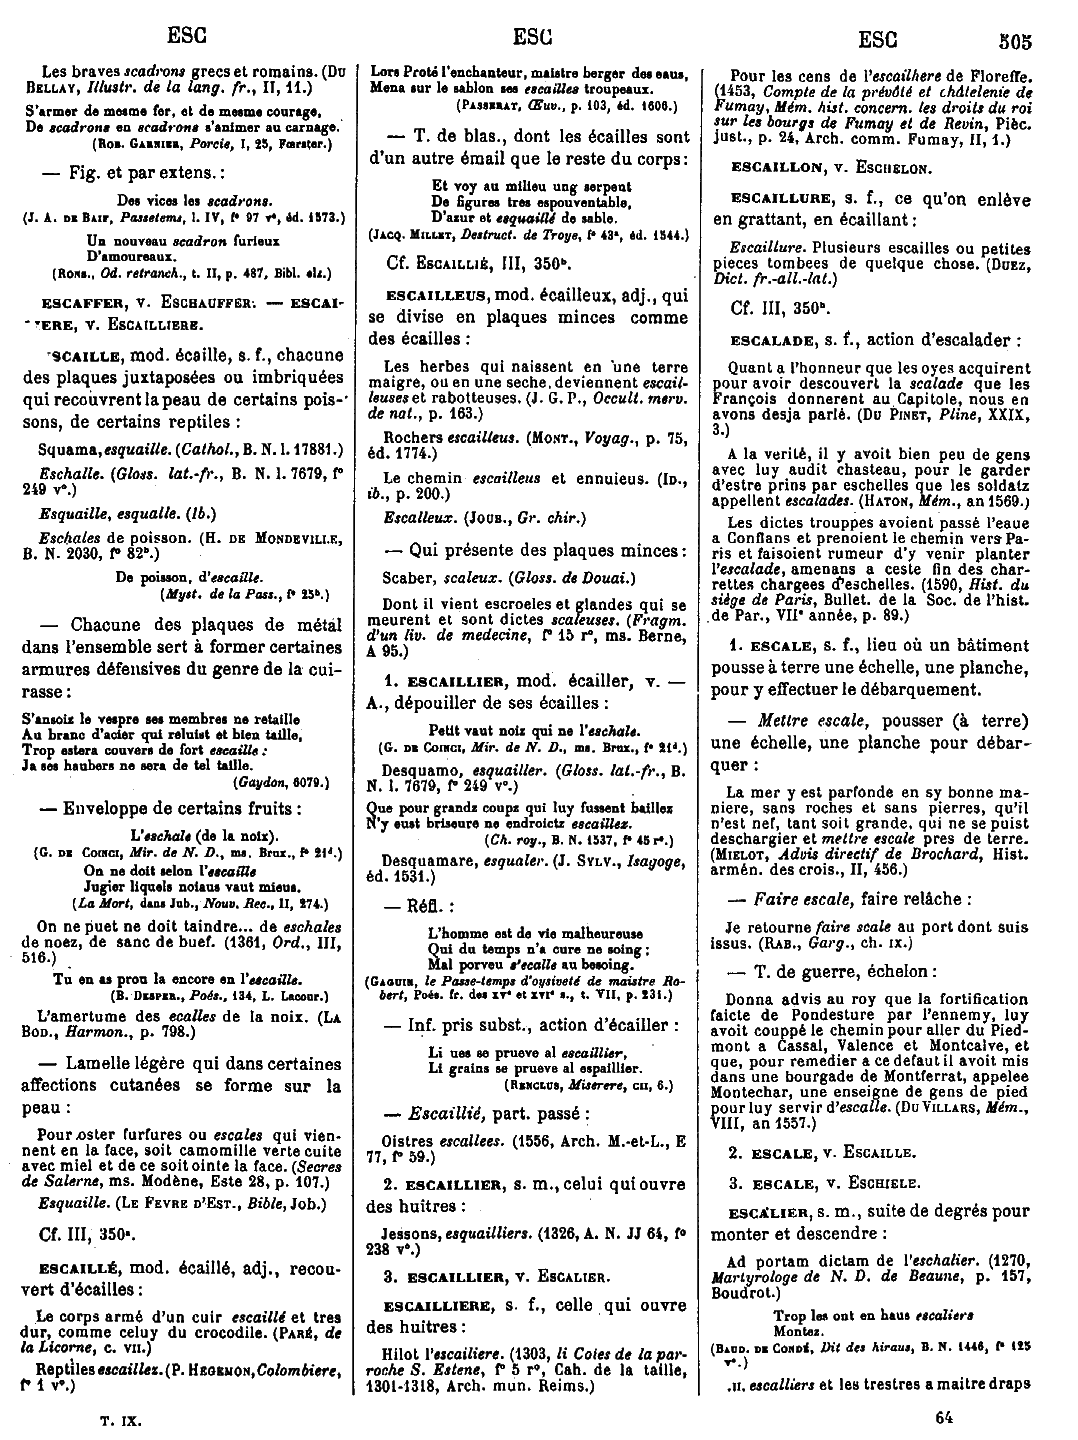 ESC
ESC
ESC 505
Les braves scadrons grecs et romains. (Du
Bellay, Illustr. de la lang. fr., II, 11.)
S'armer de mesme fer, et de mesme courage,
De scadrons en scadrons s'animer au carnage.
(Rob. Garnier, Porcie, I, 25, Fœrster.)
— Fig. et par extens. :
Des vices les scadrons.
(J. A. de Baif, Passetems, l. IV, f° 97 r°, éd. 1573.)
Un nouveau scadron furieux
D'amoureaux.
(Rons., Od. retranch., t. II, p. 487, Bibl. elz.)
ESCAFFER, v. Eschauffer. — ESCAI-
ERE, v. Escailliere.
SCAILLE, mod. écaille, s. f., chacune
des plaques juxtaposées ou imbriquées
qui recouvrent la peau de certains pois-
sons, de certains reptiles :
Squama, esquaille. (Cathol., B. N. l. 17881.)
Eschalle. (Gloss. lat.-fr., B. N. l. 7679, f°
249 v°.)
Esquaille, esqualle. (Ib.)
Eschales de poisson. (H. de Mondeville,
B. N. 2030, f° 82ᵇ.)
De poisson, d'escaille.
(Myst. de la Pass., f° 25ᵇ.)
— Chacune des plaques de métal
dans l'ensemble sert à former certaines
armures défensives du genre de la cui-
rasse :
S'ansoiz le vespre ses membres ne retaille
Au branc d'acier qui reluist et bien taille,
Trop estera couvers de fort escaille :
Ja ses haubers ne sera de tel taille.
(Gaydon, 6079.)
— Enveloppe de certains fruits :
L'eschale (de la noix).
(G. de Coinci, Mir. de N. D., ms. Brux., f° 21ᵈ.)
On ne doit selon l'escaille
Jugier liquels noiaus vaut mieus.
(La Mort, dans Jub., Nouv. Rec., II, 274.)
On ne puet ne doit taindre... de eschales
de noez, de sanc de buef. (1361, Ord., III,
516.)
Tu en as prou la encore en l'escaille.
(B. Desper., Poés., 134, L. Lacour.)
L'amertume des ecalles de la noix. (La
Bod., Harmon., p. 798.)
— Lamelle légère qui dans certaines
affections cutanées se forme sur la
peau :
Pour oster furfures ou escales qui vien-
nent en la face, soit camomille verte cuite
avec miel et de ce soit ointe la face. (Secres
de Salerne, ms. Modène, Este 28, p. 107.)
Esquaille. (Le Fevre d'Est., Bible, Job.)
Cf. III, 350ᵃ.
ESCAILLÉ, mod. écaillé, adj., recou-
vert d'écailles :
Le corps armé d'un cuir escaillé et tres
dur, comme celuy du crocodile. (Paré, de
la Licorne, c. vii.)
Reptiles escaillez. (P. Hegemon, Colombiere,
f° 1 v°.)
T. IX.
Lors Proté l'enchanteur, maistre berger des eaus,
Mena sur le sablon ses escailles troupeaux.
(Passerat, Œuv., p. 103, éd. 1606.)
— T. de blas., dont les écailles sont
d'un autre émail que le reste du corps :
Et voy au milieu ung serpent
De figures tres espouventable,
D'azur et esquaillé de sable.
(Jacq. Millet, Destruct. de Troye, f° 43ᵃ, éd. 1544.)
Cf. Escaillié, III, 350ᵇ.
ESCAILLEUS, mod. écailleux, adj., qui
se divise en plaques minces comme
des écailles :
Les herbes qui naissent en une terre
maigre, ou en une seche, deviennent escail-
leuses et rabotteuses. (J. G. P., Occult. merv.
de nat., p. 163.)
Rochers escailleus. (Mont., Voyag., p. 75,
éd. 1774.)
Le chemin escailleus et ennuieus. (Id.,
ib., p. 200.)
Escalleux. (Joub., Gr. chir.)
— Qui présente des plaques minces :
Scaber, scaleux. (Gloss. de Douai.)
Dont il vient escroeles et glandes qui se
meurent et sont dictes scaleuses. (Fragm.
d'un liv. de medecine, f° 15 r°, ms. Berne,
A 95.)
1. ESCAILLIER, mod. écailler, v. —
A., dépouiller de ses écailles :
Petit vaut noiz qui ne l'eschale.
(G. de Coinci, Mir. de N. D., ms. Brux., f° 21ᵈ.)
Desquamo, esquailler. (Gloss. lat.-fr., B.
N. l. 7679, f° 249 v°.)
Que pour grandz coupz qui luy fussent baillez
N'y eust briseure ne endroictz escaillez.
(Ch. roy., B. N. 1537, f° 45 r°.)
Desquamare, esqualer. (J. Sylv., Isagoge,
éd. 1531.)
— Réfl. :
L'homme est de vie malheureuse
Qui du temps n'a cure ne soing ;
Mal porveu s'ecalle au besoing.
(Gaguin, le Passe-temps d'oysiveté de maistre Ro-
bert, Poés. fr. des xvᵉ et xviᵉ s., t. VII, p. 231.)
— Inf. pris subst., action d'écailler :
Li ues se prueve al escaillier,
Li grains se prueve al espaillier.
(Renclus, Miserere, cii, 6.)
— Escaillié, part. passé :
Oistres escallees. (1556, Arch. M.-et-L., E
77, f° 59.)
2. ESCAILLIER, s. m., celui qui ouvre
des huîtres :
Jessons, esquailliers. (1326, A. N. JJ 64, f°
238 v°.)
3. ESCAILLIER, v. Escalier.
ESCAILLIERE, s. f., celle qui ouvre
des huîtres :
Hilot l'escailiere. (1303, li Coies de la par-
roche S. Estene, f° 5 r°, Cah. de la taille,
1301-1318, Arch. mun. Reims.)
Pour les cens de l'escailhere de Floreffe.
(1453, Compte de la prévôté et châtelenie de
Fumay, Mém. hist. concern. les droits du roi
sur les bourgs de Fumay et de Revin, Pièc.
just., p. 24, Arch. comm. Fumay, II, 1.)
ESCAILLON, v. Eschelon.
ESCAILLURE, s. f., ce qu'on enlève
en grattant, en écaillant :
Escaillure. Plusieurs escailles ou petites
pieces tombees de quelque chose. (Duez,
Dict. fr.-all.-lat.)
Cf. III, 350ᵇ.
ESCALADE, s. f., action d'escalader :
Quant a l'honneur que les oyes acquirent
pour avoir descouvert la scalade que les
François donnerent au Capitole, nous en
avons desja parlé. (Du Pinet, Pline, XXIX,
3.)
A la verité, il y avoit bien peu de gens
avec luy audit chasteau, pour le garder
d'estre prins par eschelles que les soldatz
appellent escalades. (Haton, Mém., an 1569.)
Les dictes trouppes avoient passé l'eaue
a Conflans et prenoient le chemin vers Pa-
ris et faisoient rumeur d'y venir planter
l'escalade, amenans a ceste fin des char-
rettes chargees d'eschelles. (1590, Hist. du
siège de Paris, Bullet. de la Soc. de l'hist.
de Par., VIIᵉ année, p. 89.)
1. ESCALE, s. f., lieu où un bâtiment
pousse à terre une échelle, une planche,
pour y effectuer le débarquement.
— Mettre escale, pousser (à terre)
une échelle, une planche pour débar-
quer :
La mer y est parfonde en sy bonne ma-
niere, sans roches et sans pierres, qu'il
n'est nef, tant soit grande, qui ne se puist
deschargier et mettre escale pres de terre.
(Mielot, Advis directif de Brochard, Hist.
armén. des crois., II, 456.)
— Faire escale, faire relâche :
Je retourne faire scale au port dont suis
issus. (Rab., Garg., ch. ix.)
— T. de guerre, échelon :
Donna advis au roy que la fortification
faicte de Pondesture par l'ennemy, luy
avoit couppé le chemin pour aller du Pied-
mont a Cassal, Valence et Montcalve, et
que, pour remedier a ce defaut il avoit mis
dans une bourgade de Montferrat, appelee
Montechar, une enseigne de gens de pied
pour luy servir d'escalle. (Du Villars, Mém.,
VIII, an 1557.)
2. ESCALE, v. Escaille.
3. ESCALE, v. Eschiele.
ESCALIER, s. m., suite de degrés pour
monter et descendre :
Ad portam dictam de l'eschalier. (1270,
Martyrologe de N. D. de Beaune, p. 157,
Boudrot.)
Trop les ont en haus escaliers
Montez.
(Baud. de Condé, Dit des hiraus, B. N. 1446, f° 125
v°.)
.ii. escalliers et les trestres a maitre draps
64